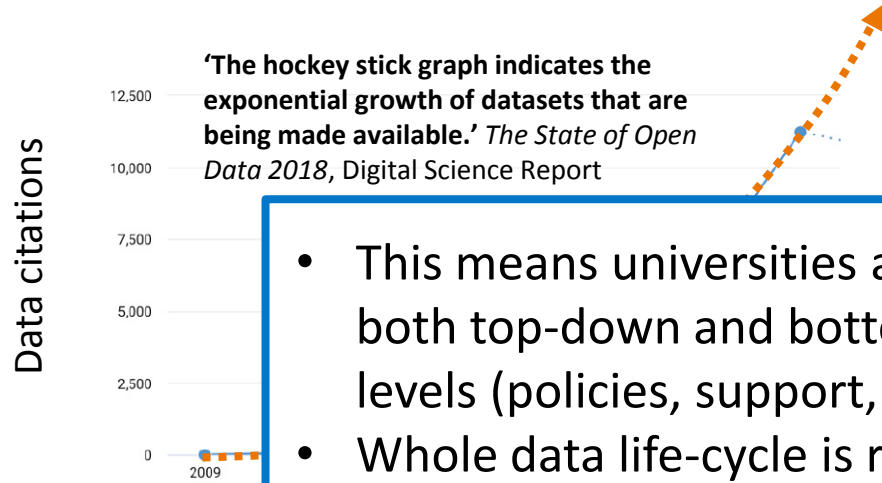 ‘The hockey stick graph indicates the
exponential growth of datasets that are
being made available.’ The State of Open
Data 2018, Digital Science Report
Data citations
12,500
10,000
7,500
5,000
2,500
0
2009
• This means universities
both top-down and
levels (policies, support,
• Whole data life-cycle is